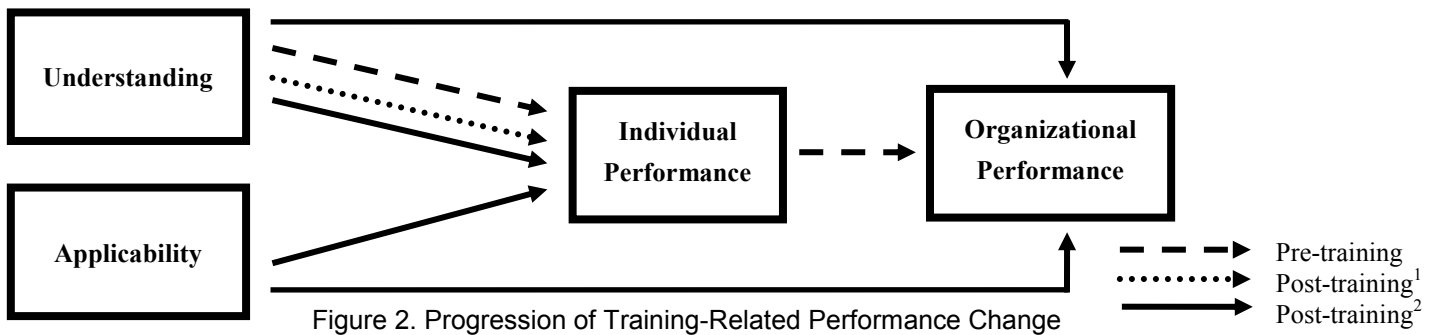 Understanding
Individual
Performance
Organizational
Performance
Applicability
Pre-training
Post-training¹
Post-training²
Figure 2. Progression of Training-Related Performance Change